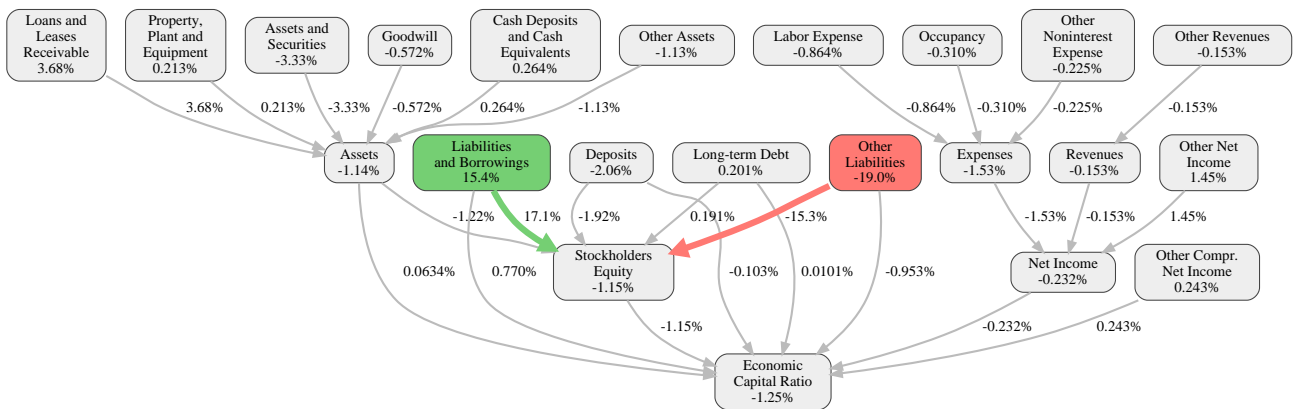 Loans and
Leases
Receivable
3.68%
Property,
Plant and
Equipment
0.213%
Assets and
Securities
-3.33%
Goodwill
-0.572%
Cash Deposits
and Cash
Equivalents
0.264%
Other Assets
-1.13%
Labor Expense
-0.864%
Occupancy
-0.310%
Other
Noninterest
Expense
-0.225%
Other Revenues
-0.153%
3.68%
0.213%
-3.33%
-0.572%
0.264%
-1.13%
-0.864%
-0.310%
-0.225%
-0.153%
Assets
-1.14%
Liabilities
and Borrowings
15.4%
Deposits
-2.06%
Long-term Debt
0.201%
Other
Liabilities
-19.0%
Expenses
-1.53%
Revenues
-0.153%
Other Net
Income
1.45%
-1.22%
17.1%
-1.92%
0.191%
-15.3%
-1.53%
-0.153%
1.45%
Stockholders
Equity
-1.15%
Net Income
-0.232%
Other Compr.
Net Income
0.243%
0.0634%
0.770%
-0.103%
0.0101%
-0.953%
-1.15%
-0.232%
0.243%
Economic
Capital Ratio
-1.25%